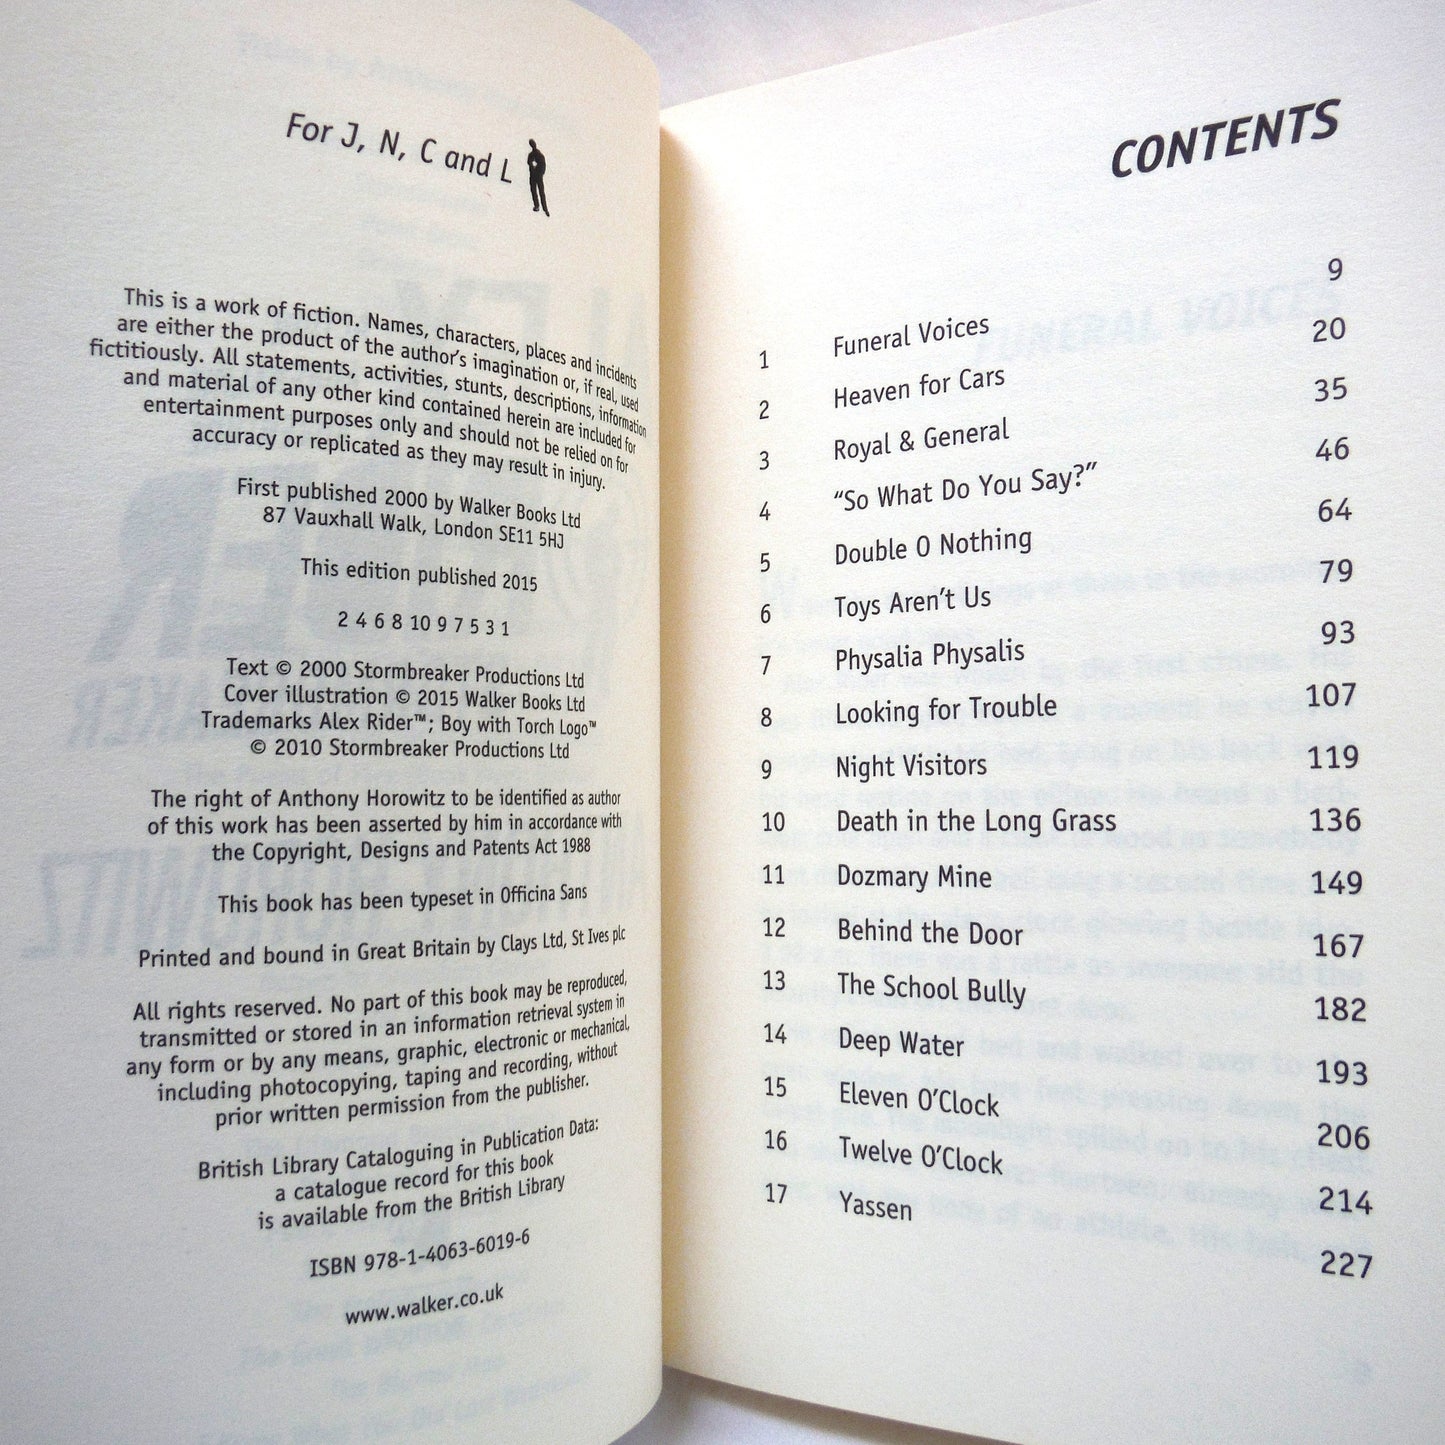 For J, N, C and L
This is a work of fiction. Names, characters, places and incidents
are either the product of the author's imagination or, if real, used
fictitiously. All statements, activities, stunts, descriptions, information
and material of any other kind contained herein are included for
entertainment purposes only and should not be relied on for
accuracy or replicated as they may result in injury.
First published 2000 by Walker Books Ltd
87 Vauxhall Walk, London SE11 5HJ
This edition published 2015
2 4 6 8 10 9 7 5 3 1
Text © 2000 Stormbreaker Productions Ltd
Cover illustration © 2015 Walker Books Ltd
Trademarks Alex Rider™; Boy with Torch Logo™
© 2010 Stormbreaker Productions Ltd
The right of Anthony Horowitz to be identified as author
of this work has been asserted by him in accordance with
the Copyright, Designs and Patents Act 1988
This book has been typeset in Officina Sans
Printed and bound in Great Britain by Clays Ltd, St Ives plc
All rights reserved. No part of this book may be reproduced,
transmitted or stored in an information retrieval system in
any form or by any means, graphic, electronic or mechanical,
including photocopying, taping and recording, without
prior written permission from the publisher.
British Library Cataloguing in Publication Data:
a catalogue record for this book
is available from the British Library
ISBN 978-1-4063-6019-6
www.walker.co.uk
CONTENTS
1 Funeral Voices 9
2 Heaven for Cars 20
3 Royal & General 35
4 “So What Do You Say?” 46
5 Double O Nothing 64
6 Toys Aren't Us 79
7 Physalia Physalis 93
8 Looking for Trouble 107
9 Night Visitors 119
10 Death in the Long Grass 136
11 Dozmary Mine 149
12 Behind the Door 167
13 The School Bully 182
14 Deep Water 193
15 Eleven O'Clock 206
16 Twelve O'Clock 214
17 Yassen 227